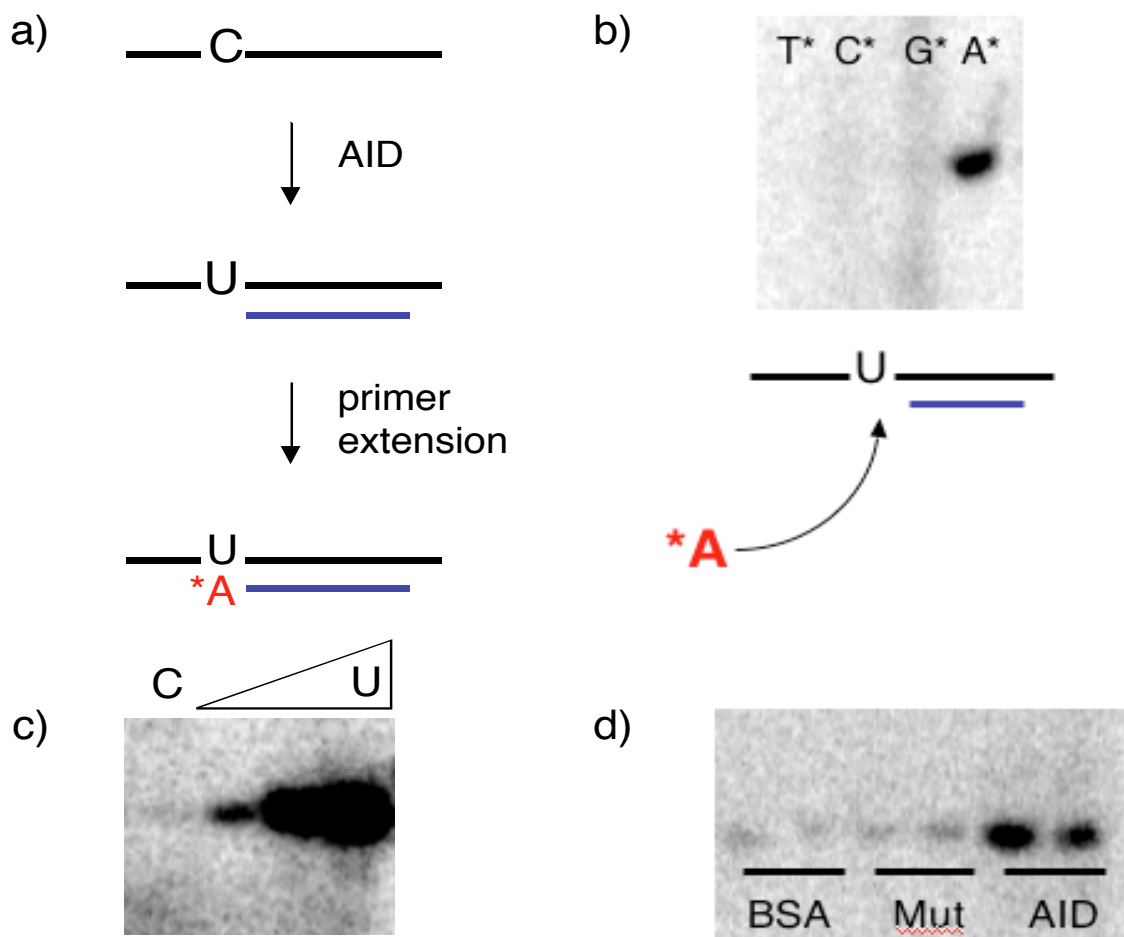 a)
C
AID
U
primer
extension
U
*A
b)
T* C* G* A*
U
*A
c)
C U
d)
BSA Mut AID